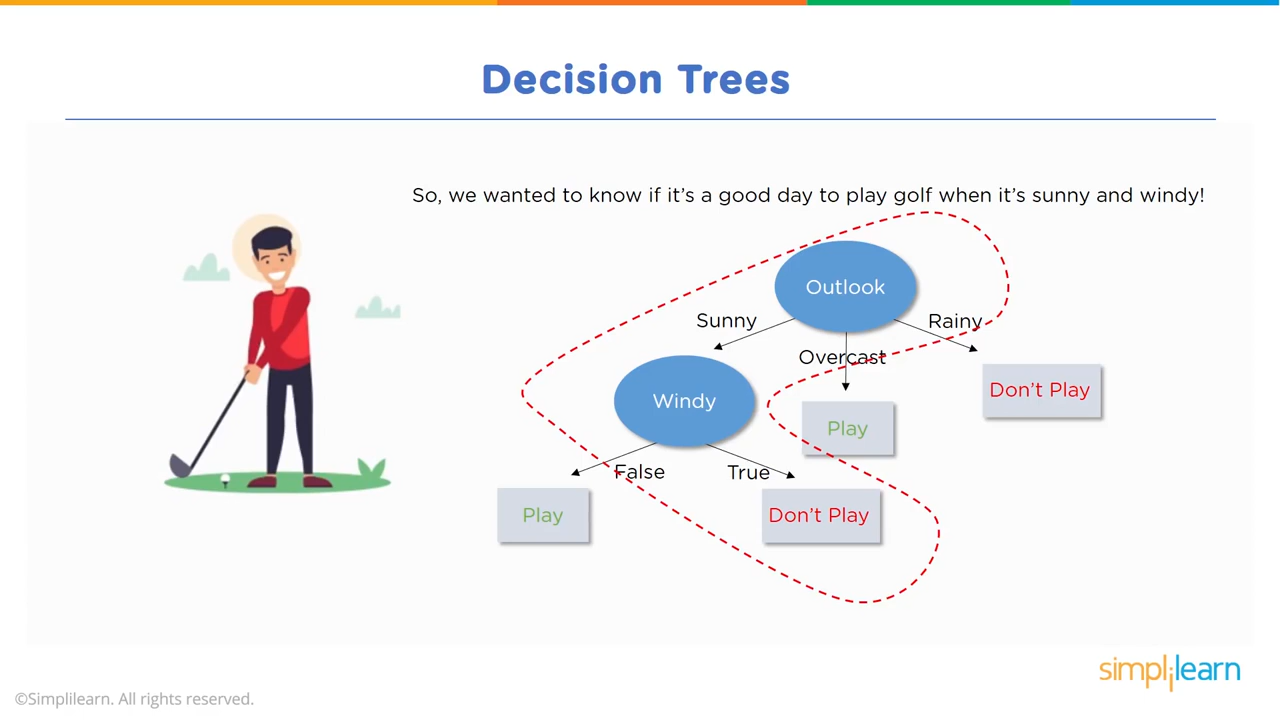 Decision Trees
So, we wanted to know if it's a good day to play golf when it's sunny and windy!
Outlook
Sunny
Rainy
Overcast
Don't Play
Windy
Play
False
True
Play
Don't Play
simplilearn
©Simplilearn. All rights reserved.